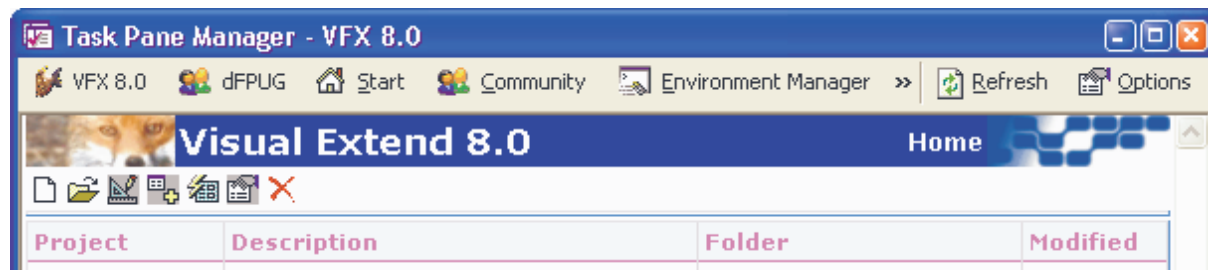 Task Pane Manager - VFX 8.0
VFX 8.0 dFPUG Start Community Environment Manager » Refresh Options
Visual Extend 8.0 Home
Project Description Folder Modified